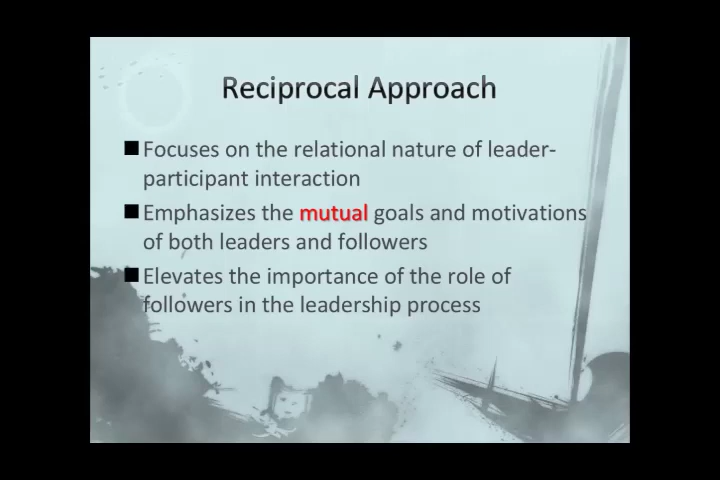 Reciprocal Approach
Focuses on the relational nature of leader-
participant interaction
Emphasizes the mutual goals and motivations
of both leaders and followers
Elevates the importance of the role of
followers in the leadership process